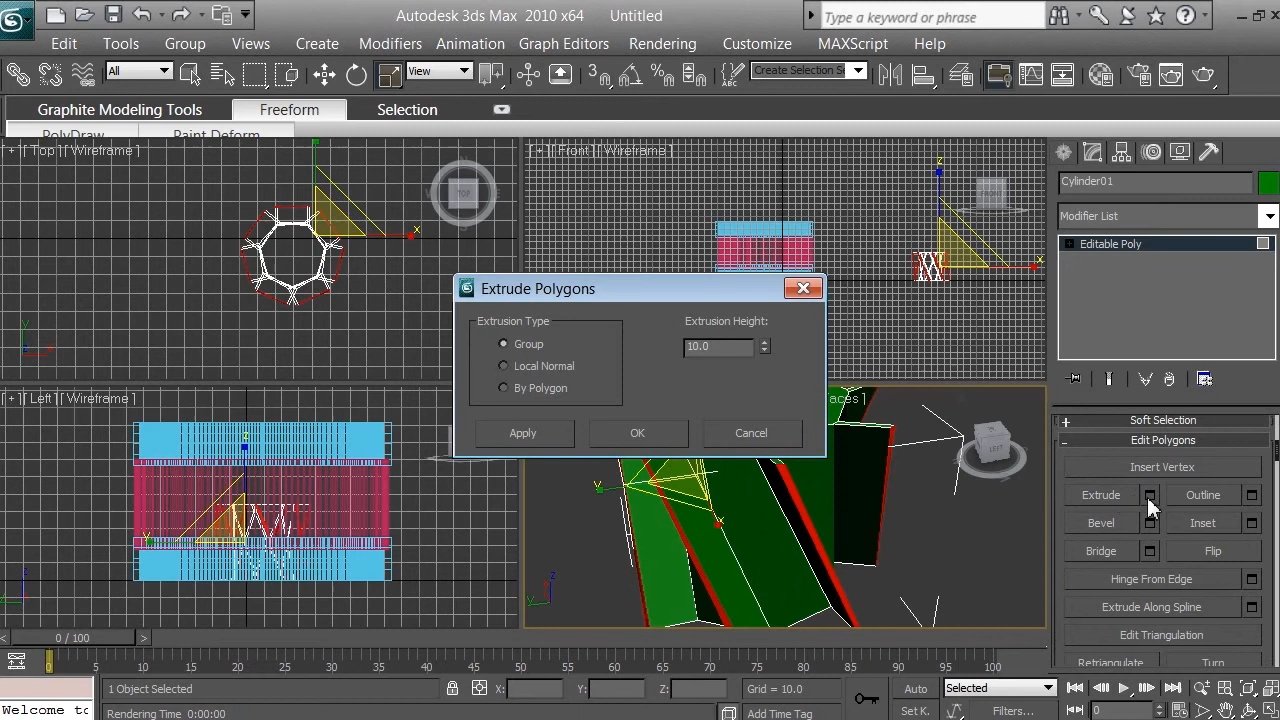 Autodesk 3ds Max 2010 x64 Untitled
Type a keyword or phrase
Edit Tools Group Views Create Modifiers Animation Graph Editors Rendering Customize MAXScript Help
All View Create Selection Se
Graphite Modeling Tools Freeform Selection
PolyDraw Paint Deform
[ + ][ Top ][ Wireframe ]
[ + ][ Front ][ Wireframe ]
TOP
FRONT
z
x
x
Cylinder01
Modifier List
Editable Poly
Extrude Polygons
Extrusion Type
Group
Local Normal
By Polygon
Extrusion Height:
10.0
Apply OK Cancel
[ + ][ Left ][ Wireframe ]
aces ]
LEFT
Soft Selection
Edit Polygons
Insert Vertex
Extrude Outline
Bevel Inset
Bridge Flip
Hinge From Edge
Extrude Along Spline
Edit Triangulation
Retriangulate Turn
0 / 100
0 5 10 15 20 25 30 35 40 45 50 55 60 65 70 75 80 85 90 95 100
1 Object Selected X: Y: Z: Grid = 10.0 Auto Selected
Welcome to Rendering Time 0:00:00 Add Time Tag Set K. Filters... 0